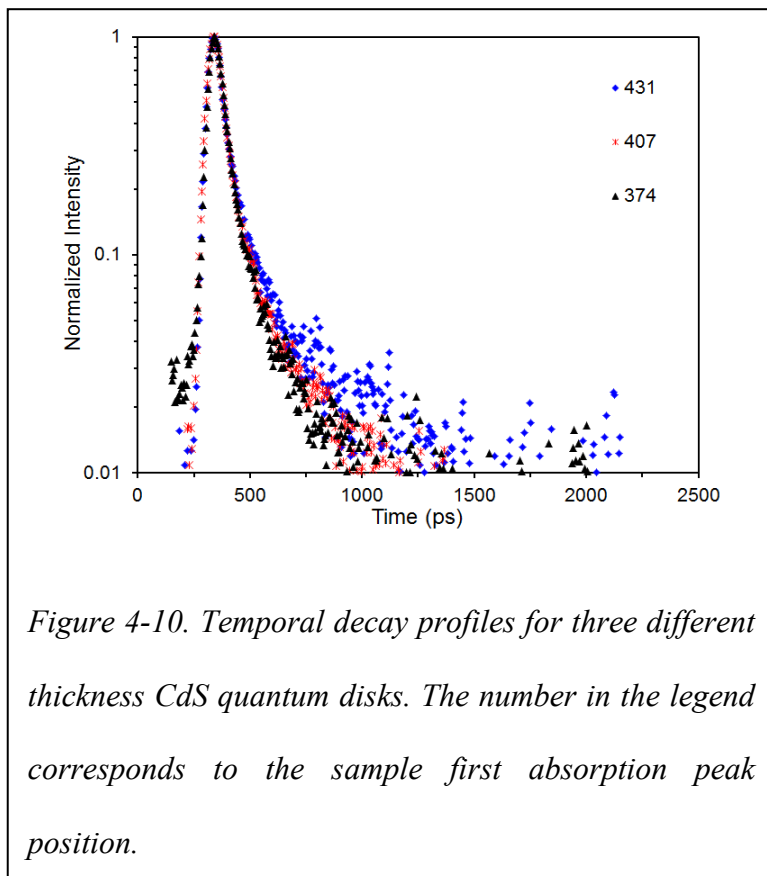 1
431
407
374
Normalized Intensity
0.1
0.01
0 500 1000 1500 2000 2500
Time (ps)
Figure 4-10. Temporal decay profiles for three different
thickness CdS quantum disks. The number in the legend
corresponds to the sample first absorption peak
position.